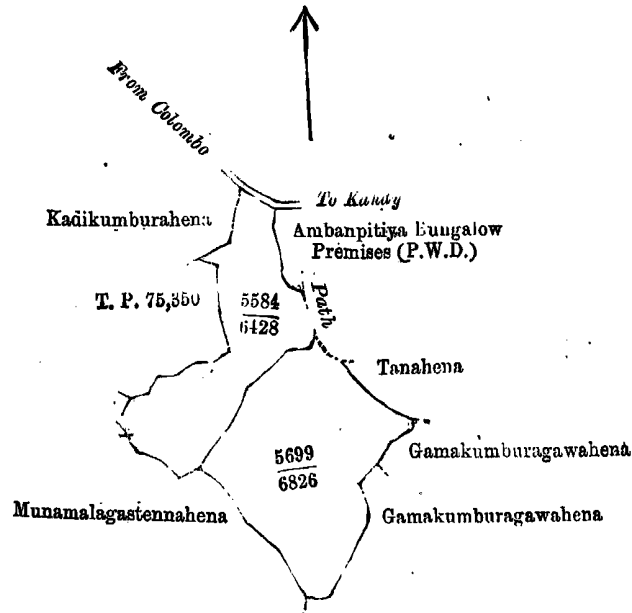 From Colombo
To Kandy
Kadikumburahena
Ambanpitiya Bungalow
Premises (P.W.D.)
T. P. 75,350
5584
6428
Path
Tanahena
5699
6826
Gamakumburagawahena
Munamalagastennahena
Gamakumburagawahena